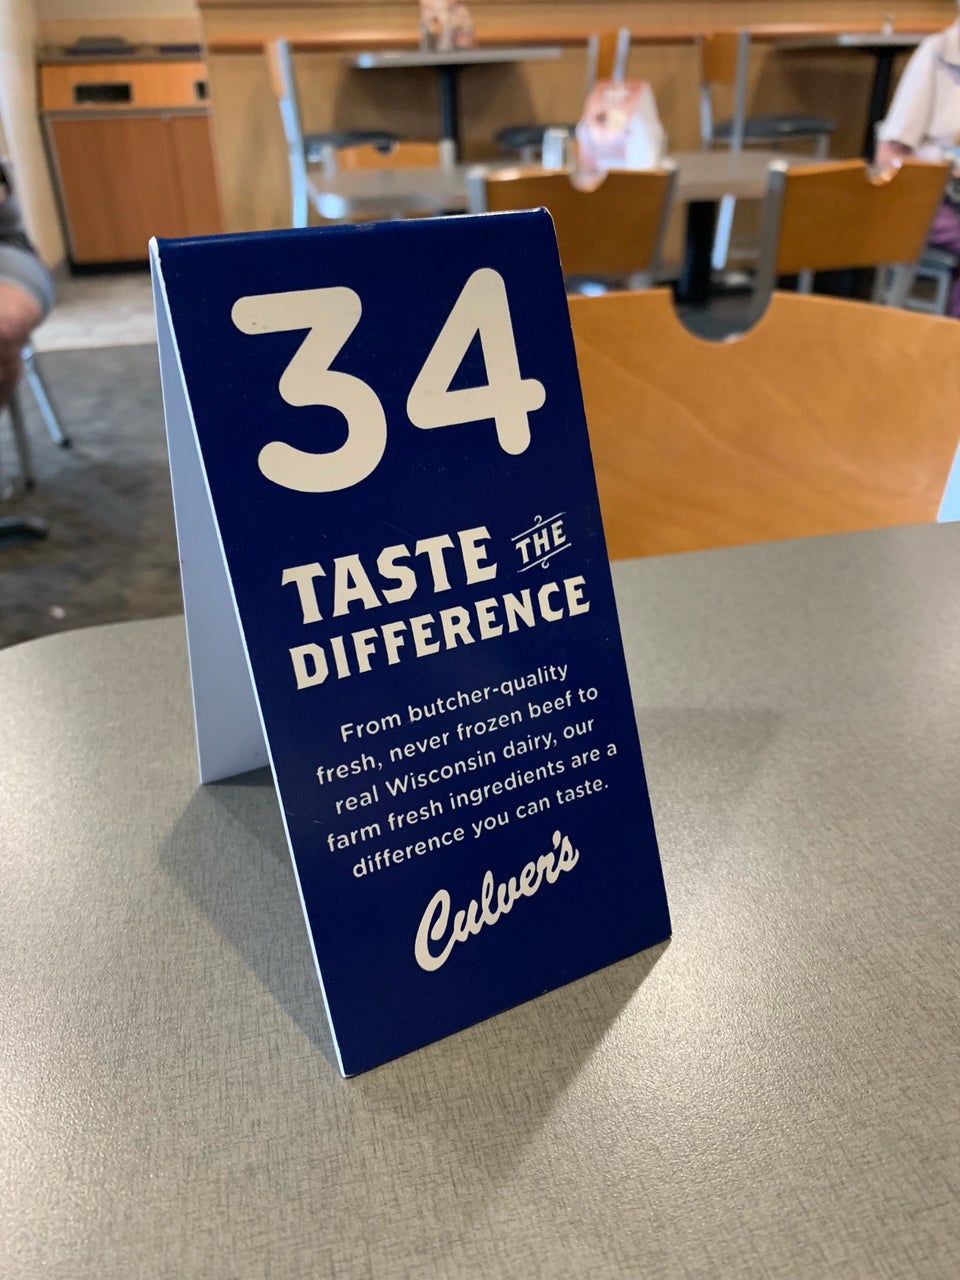 34
TASTE THE
DIFFERENCE
From butcher-quality
fresh, never frozen beef to
real Wisconsin dairy, our
farm fresh ingredients are a
difference you can taste.
Culver's